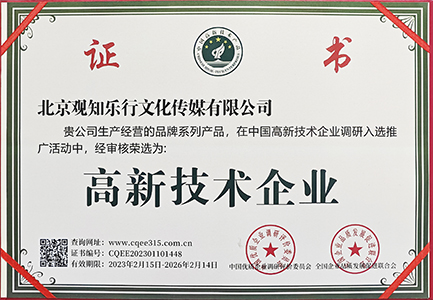 证 书
北京观知乐行文化传媒有限公司
贵公司生产经营的品牌系列产品，在中国高新技术企业调研入选推
广活动中，经审核荣选为:
高新技术企业
查询网址: www.cqee315.com.cn
证书编号: CQEE202301101448
有效期限: 2023年2月15日-2026年2月14日